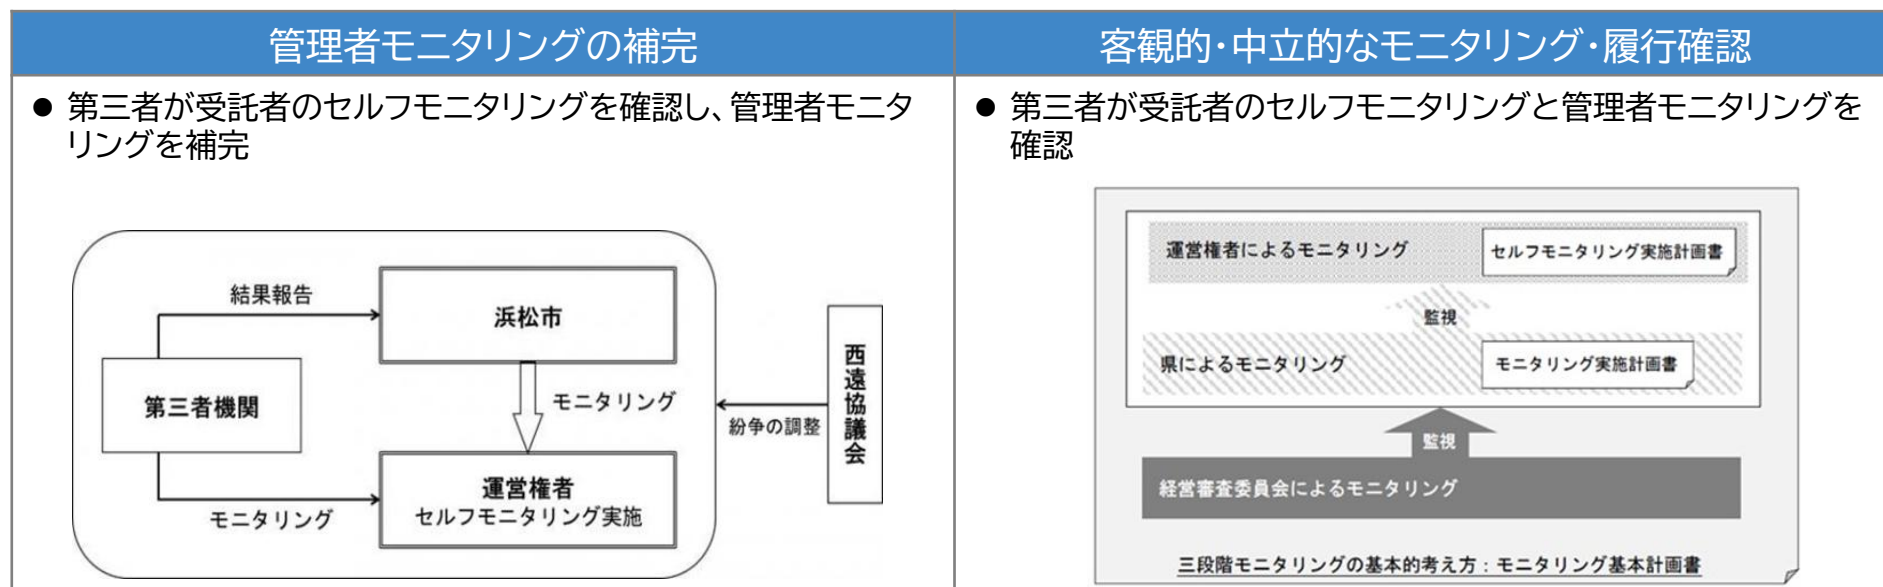 管理者モニタリングの補完
● 第三者が受託者のセルフモニタリングを確認し、管理者モニタ
リングを補完
結果報告
浜松市
第三者機関
モニタリング
運営権者
セルフモニタリング実施
モニタリング
紛争の調整
西遠協議会
客観的・中立的なモニタリング・履行確認
● 第三者が受託者のセルフモニタリングと管理者モニタリングを
確認
運営権者によるモニタリング
セルフモニタリング実施計画書
監視
県によるモニタリング
モニタリング実施計画書
監視
経営審査委員会によるモニタリング
三段階モニタリングの基本的考え方：モニタリング基本計画書